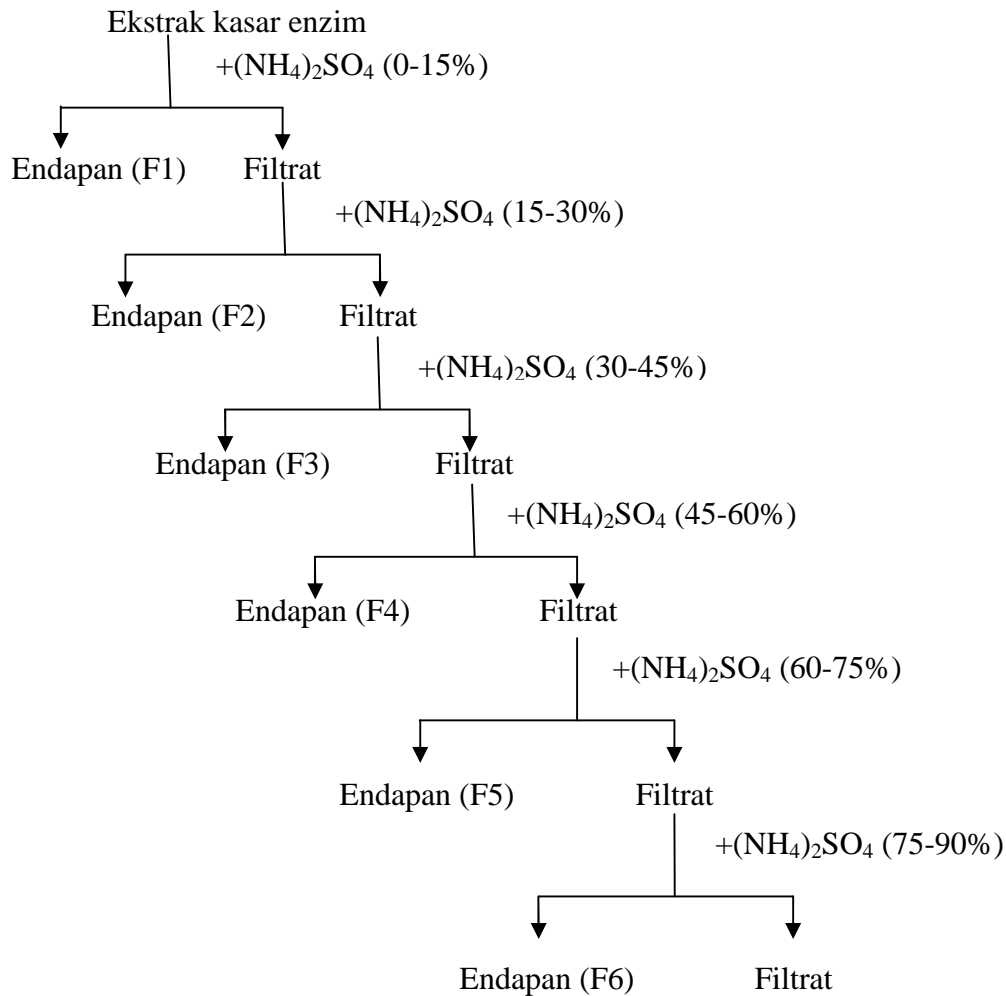 Ekstrak kasar enzim
+(NH₄)₂SO₄ (0-15%)
Endapan (F1) Filtrat
+(NH₄)₂SO₄ (15-30%)
Endapan (F2) Filtrat
+(NH₄)₂SO₄ (30-45%)
Endapan (F3) Filtrat
+(NH₄)₂SO₄ (45-60%)
Endapan (F4) Filtrat
+(NH₄)₂SO₄ (60-75%)
Endapan (F5) Filtrat
+(NH₄)₂SO₄ (75-90%)
Endapan (F6) Filtrat